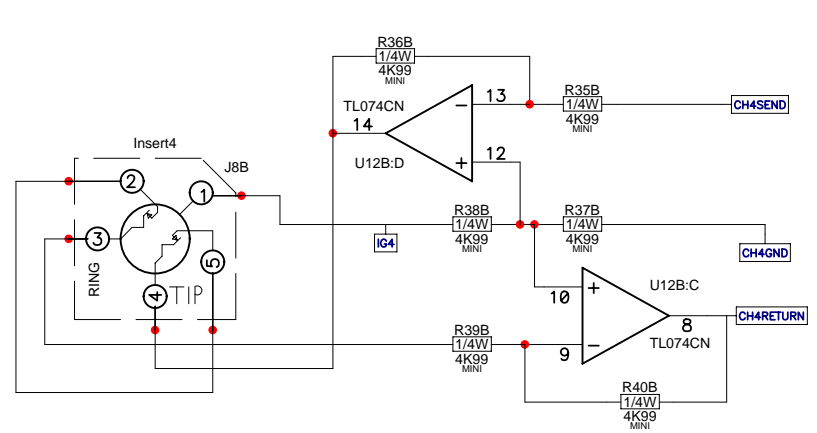 R36B
1/4W
4K99
MINI
TL074CN
13
14
R35B
1/4W
4K99
MINI
CH4SEND
Insert4
U12B:D
12
J8B
2
1
R38B
1/4W
4K99
MINI
R37B
1/4W
4K99
MINI
IG4
CH4GND
3
5
RING
4
TIP
10
U12B:C
8
CH4RETURN
R39B
1/4W
4K99
MINI
9
TL074CN
R40B
1/4W
4K99
MINI